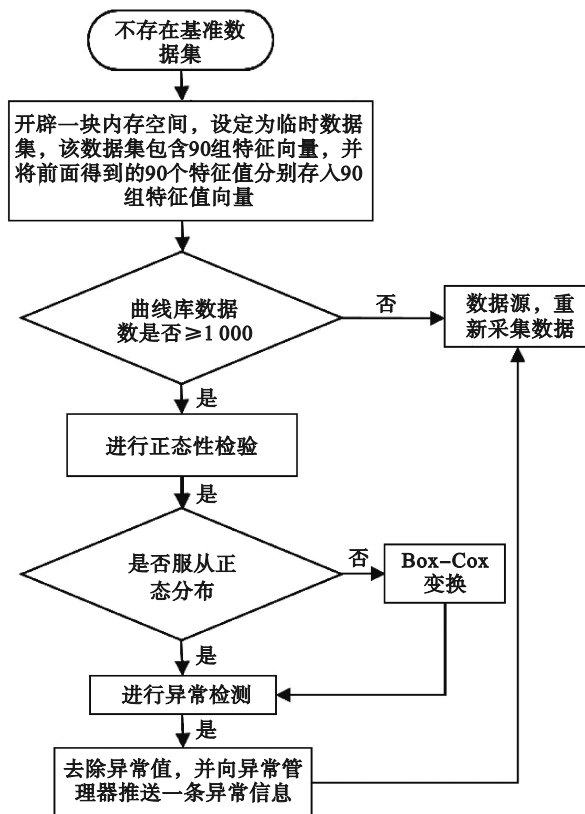 不存在基准数
据集
开辟一块内存空间，设定为临时数据
集，该数据集包含90组特征向量，并
将前面得到的90个特征值分别存入90
组特征值向量
曲线库数据
数是否≥1 000
否
数据源，重
新采集数据
是
进行正态性检验
是
是否服从正
态分布
否
Box-Cox
变换
是
进行异常检测
是
去除异常值，并向异常管
理器推送一条异常信息